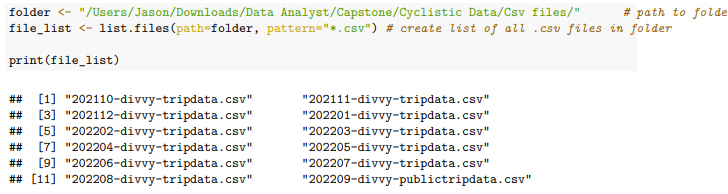 folder <- "/Users/Jason/Downloads/Data Analyst/Capstone/Cyclistic Data/Csv files/" # path to folde
file_list <- list.files(path=folder, pattern="*.csv") # create list of all .csv files in folder
print(file_list)
## [1] "202110-divvy-tripdata.csv" "202111-divvy-tripdata.csv"
## [3] "202112-divvy-tripdata.csv" "202201-divvy-tripdata.csv"
## [5] "202202-divvy-tripdata.csv" "202203-divvy-tripdata.csv"
## [7] "202204-divvy-tripdata.csv" "202205-divvy-tripdata.csv"
## [9] "202206-divvy-tripdata.csv" "202207-divvy-tripdata.csv"
## [11] "202208-divvy-tripdata.csv" "202209-divvy-publictripdata.csv"